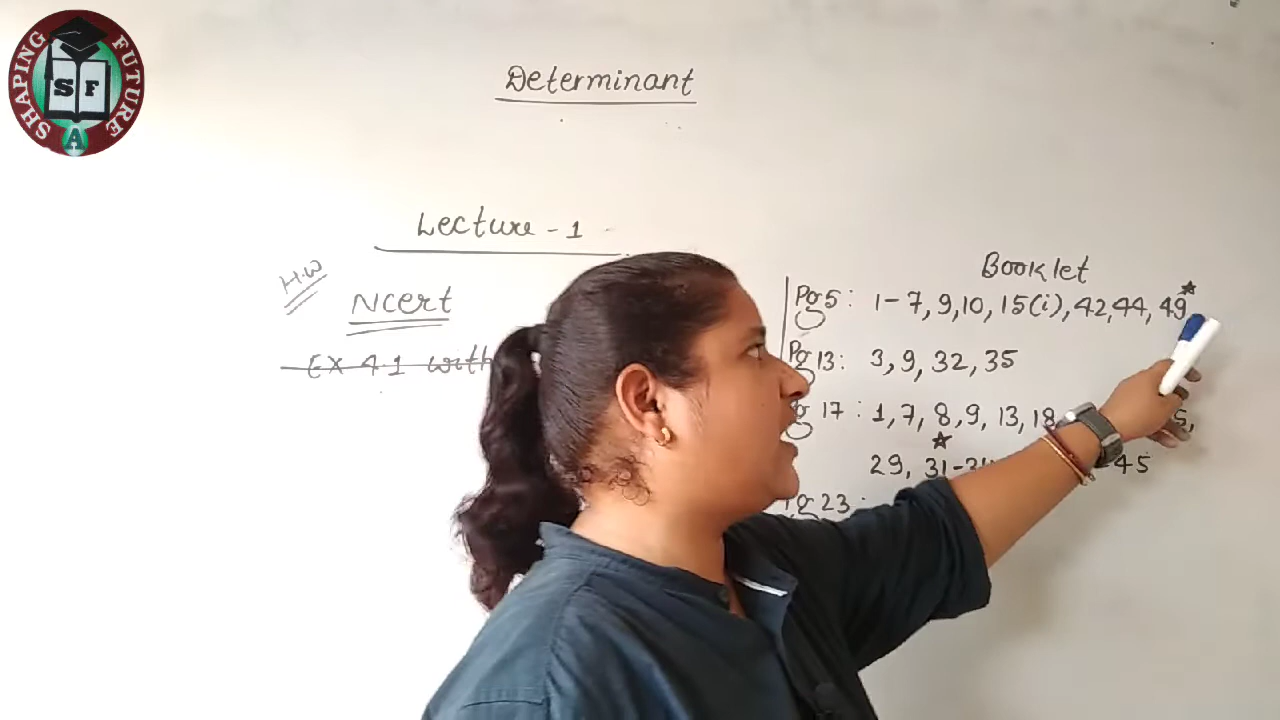 SHAPING FUTURE
S F
A
Determinant
Lecture - 1
H.W
Ncert
Ex 4.1 with
Booklet
Pg 5 : 1 - 7, 9, 10, 15(i), 42, 44, 49*
Pg 13 : 3, 9, 32, 35
Pg 17 : 1, 7, 8, 9, 13, 18
29, 31 - 45
Pg 23 :